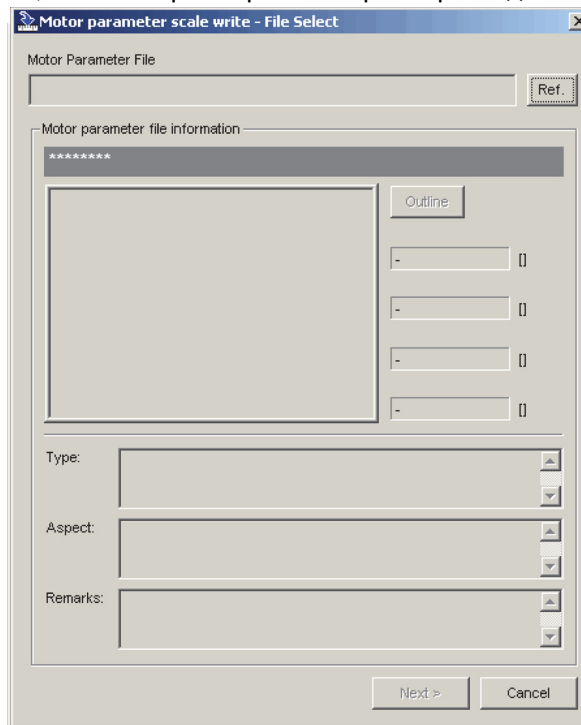 Motor parameter scale write - File Select
Motor Parameter File
Ref.
Motor parameter file information
********
Outline
- []
- []
- []
- []
Type:
Aspect:
Remarks:
Next >
Cancel